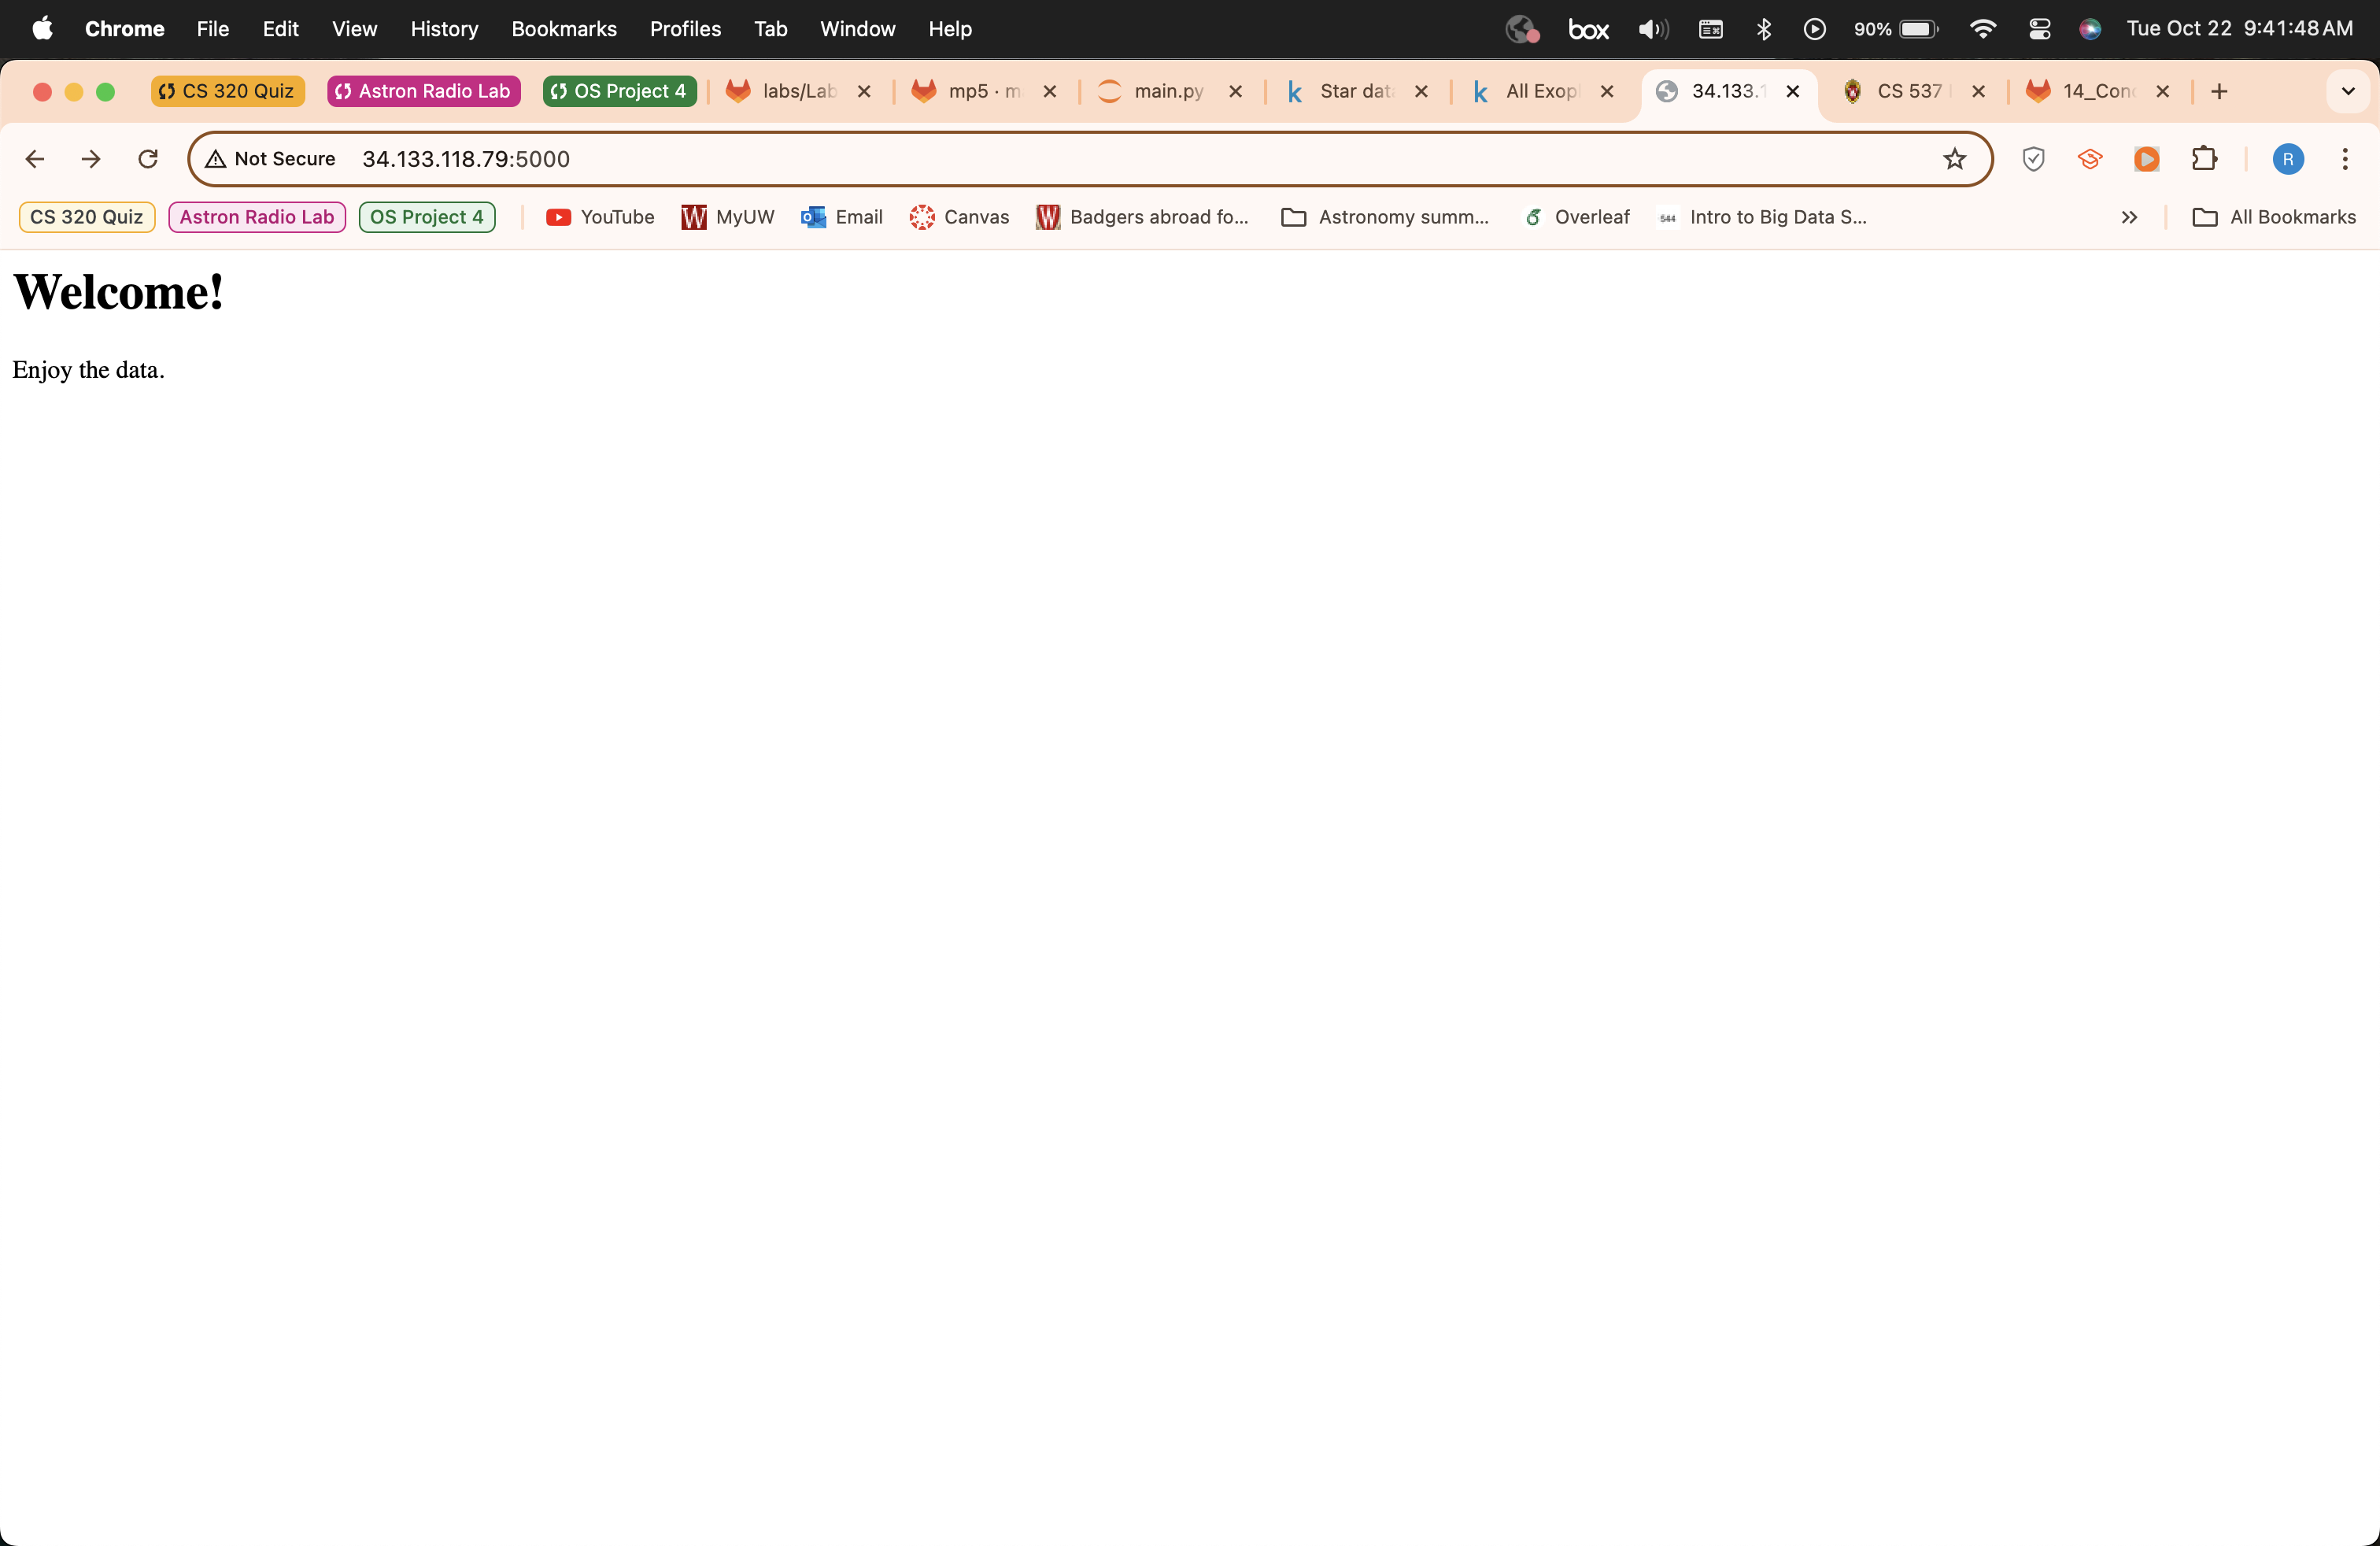 Chrome File Edit View History Bookmarks Profiles Tab Window Help box 90% Tue Oct 22 9:41:48 AM
CS 320 Quiz Astron Radio Lab OS Project 4 labs/Lab mp5 · m main.py k Star dat k All Exop 34.133.1 CS 537 14_Con
Not Secure 34.133.118.79:5000 R
CS 320 Quiz Astron Radio Lab OS Project 4 YouTube W MyUW Email Canvas W Badgers abroad fo... Astronomy summ... Overleaf 544 Intro to Big Data S... All Bookmarks
Welcome!
Enjoy the data.